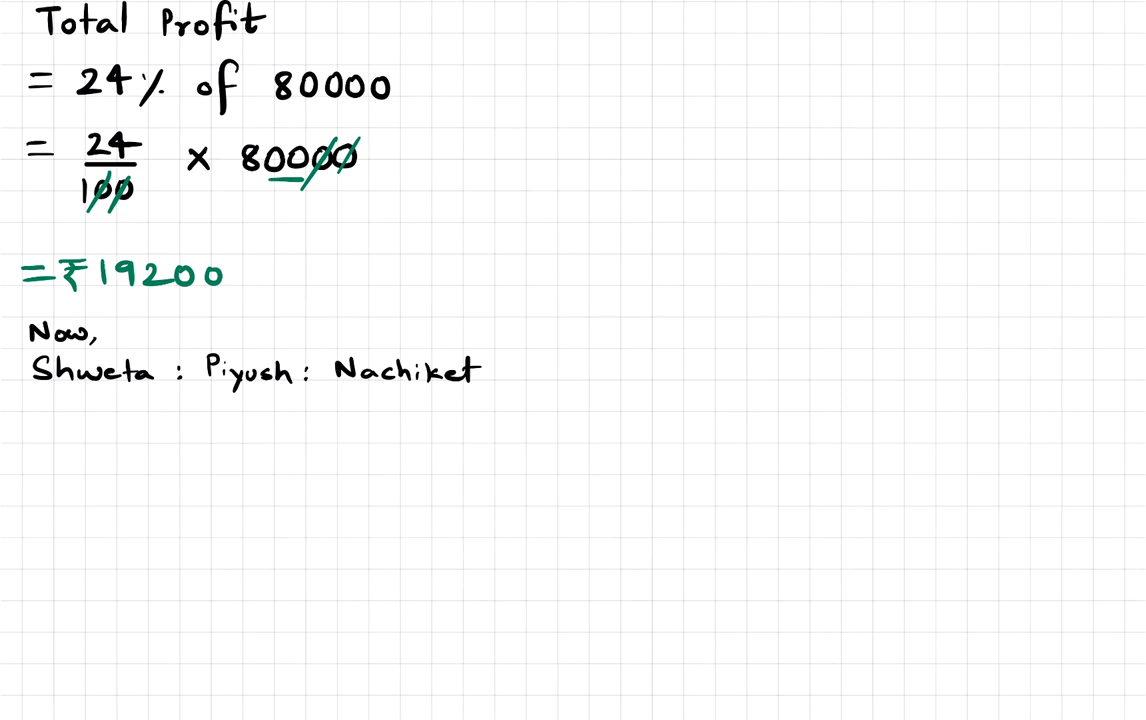 Total Profit
= 24% of 80000
= 24/100 × 80000
= ₹19200
Now,
Shweta : Piyush : Nachiket